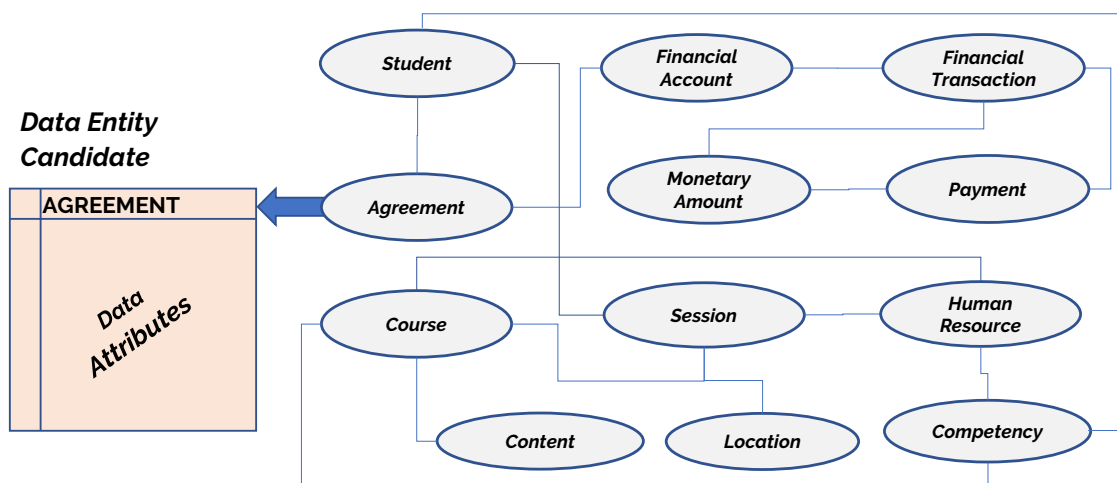 Student
Financial
Account
Financial
Transaction
Data Entity
Candidate
AGREEMENT
Agreement
Monetary
Amount
Payment
Data
Attributes
Course
Session
Human
Resource
Content
Location
Competency